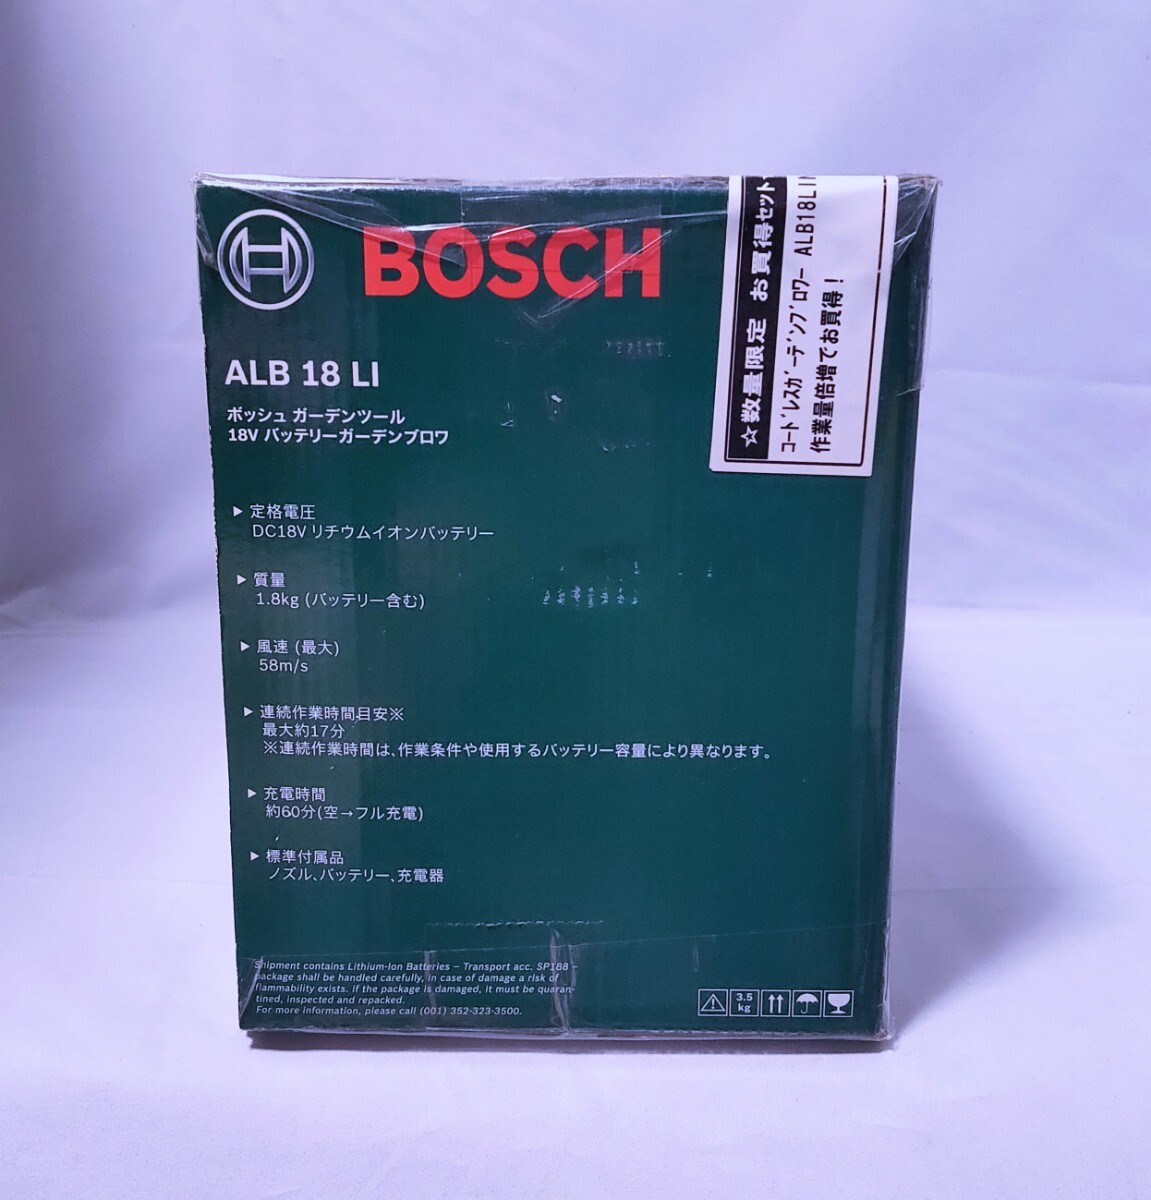 BOSCH
ALB 18 LI
ボッシュ ガーデンツール
18V バッテリーガーデンブロワ
▶ 定格電圧
DC18V リチウムイオンバッテリー
▶ 質量
1.8kg (バッテリー含む)
▶ 風速 (最大)
58m/s
▶ 連続作業時間目安※
最大約17分
※連続作業時間は、作業条件や使用するバッテリー容量により異なります。
▶ 充電時間
約60分(空→フル充電)
▶ 標準付属品
ノズル、バッテリー、充電器
Shipment contains Lithium-Ion Batteries – Transport acc. SP188 –
package shall be handled carefully, in case of damage a risk of
flammability exists. If the package is damaged, it must be quaran-
tined, inspected and repacked.
For more information, please call (001) 352-323-3500.
3.5
kg
☆数量限定 お買得セット
コードレスガーデンブロワー ALB18LI
作業量倍増でお買得!